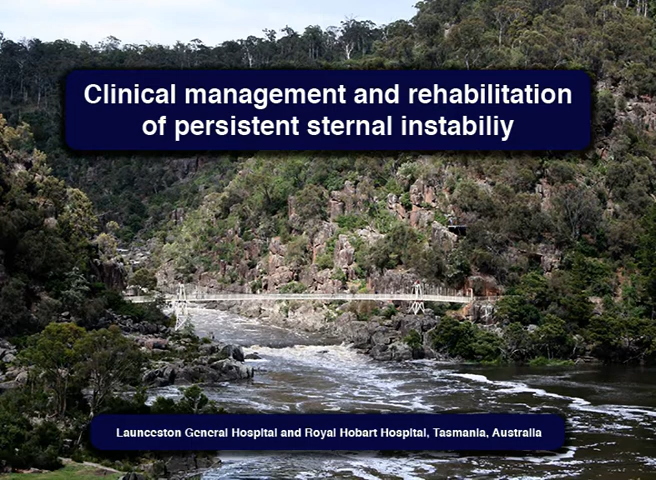 Clinical management and rehabilitation
of persistent sternal instabiliy
Launceston General Hospital and Royal Hobart Hospital, Tasmania, Australia